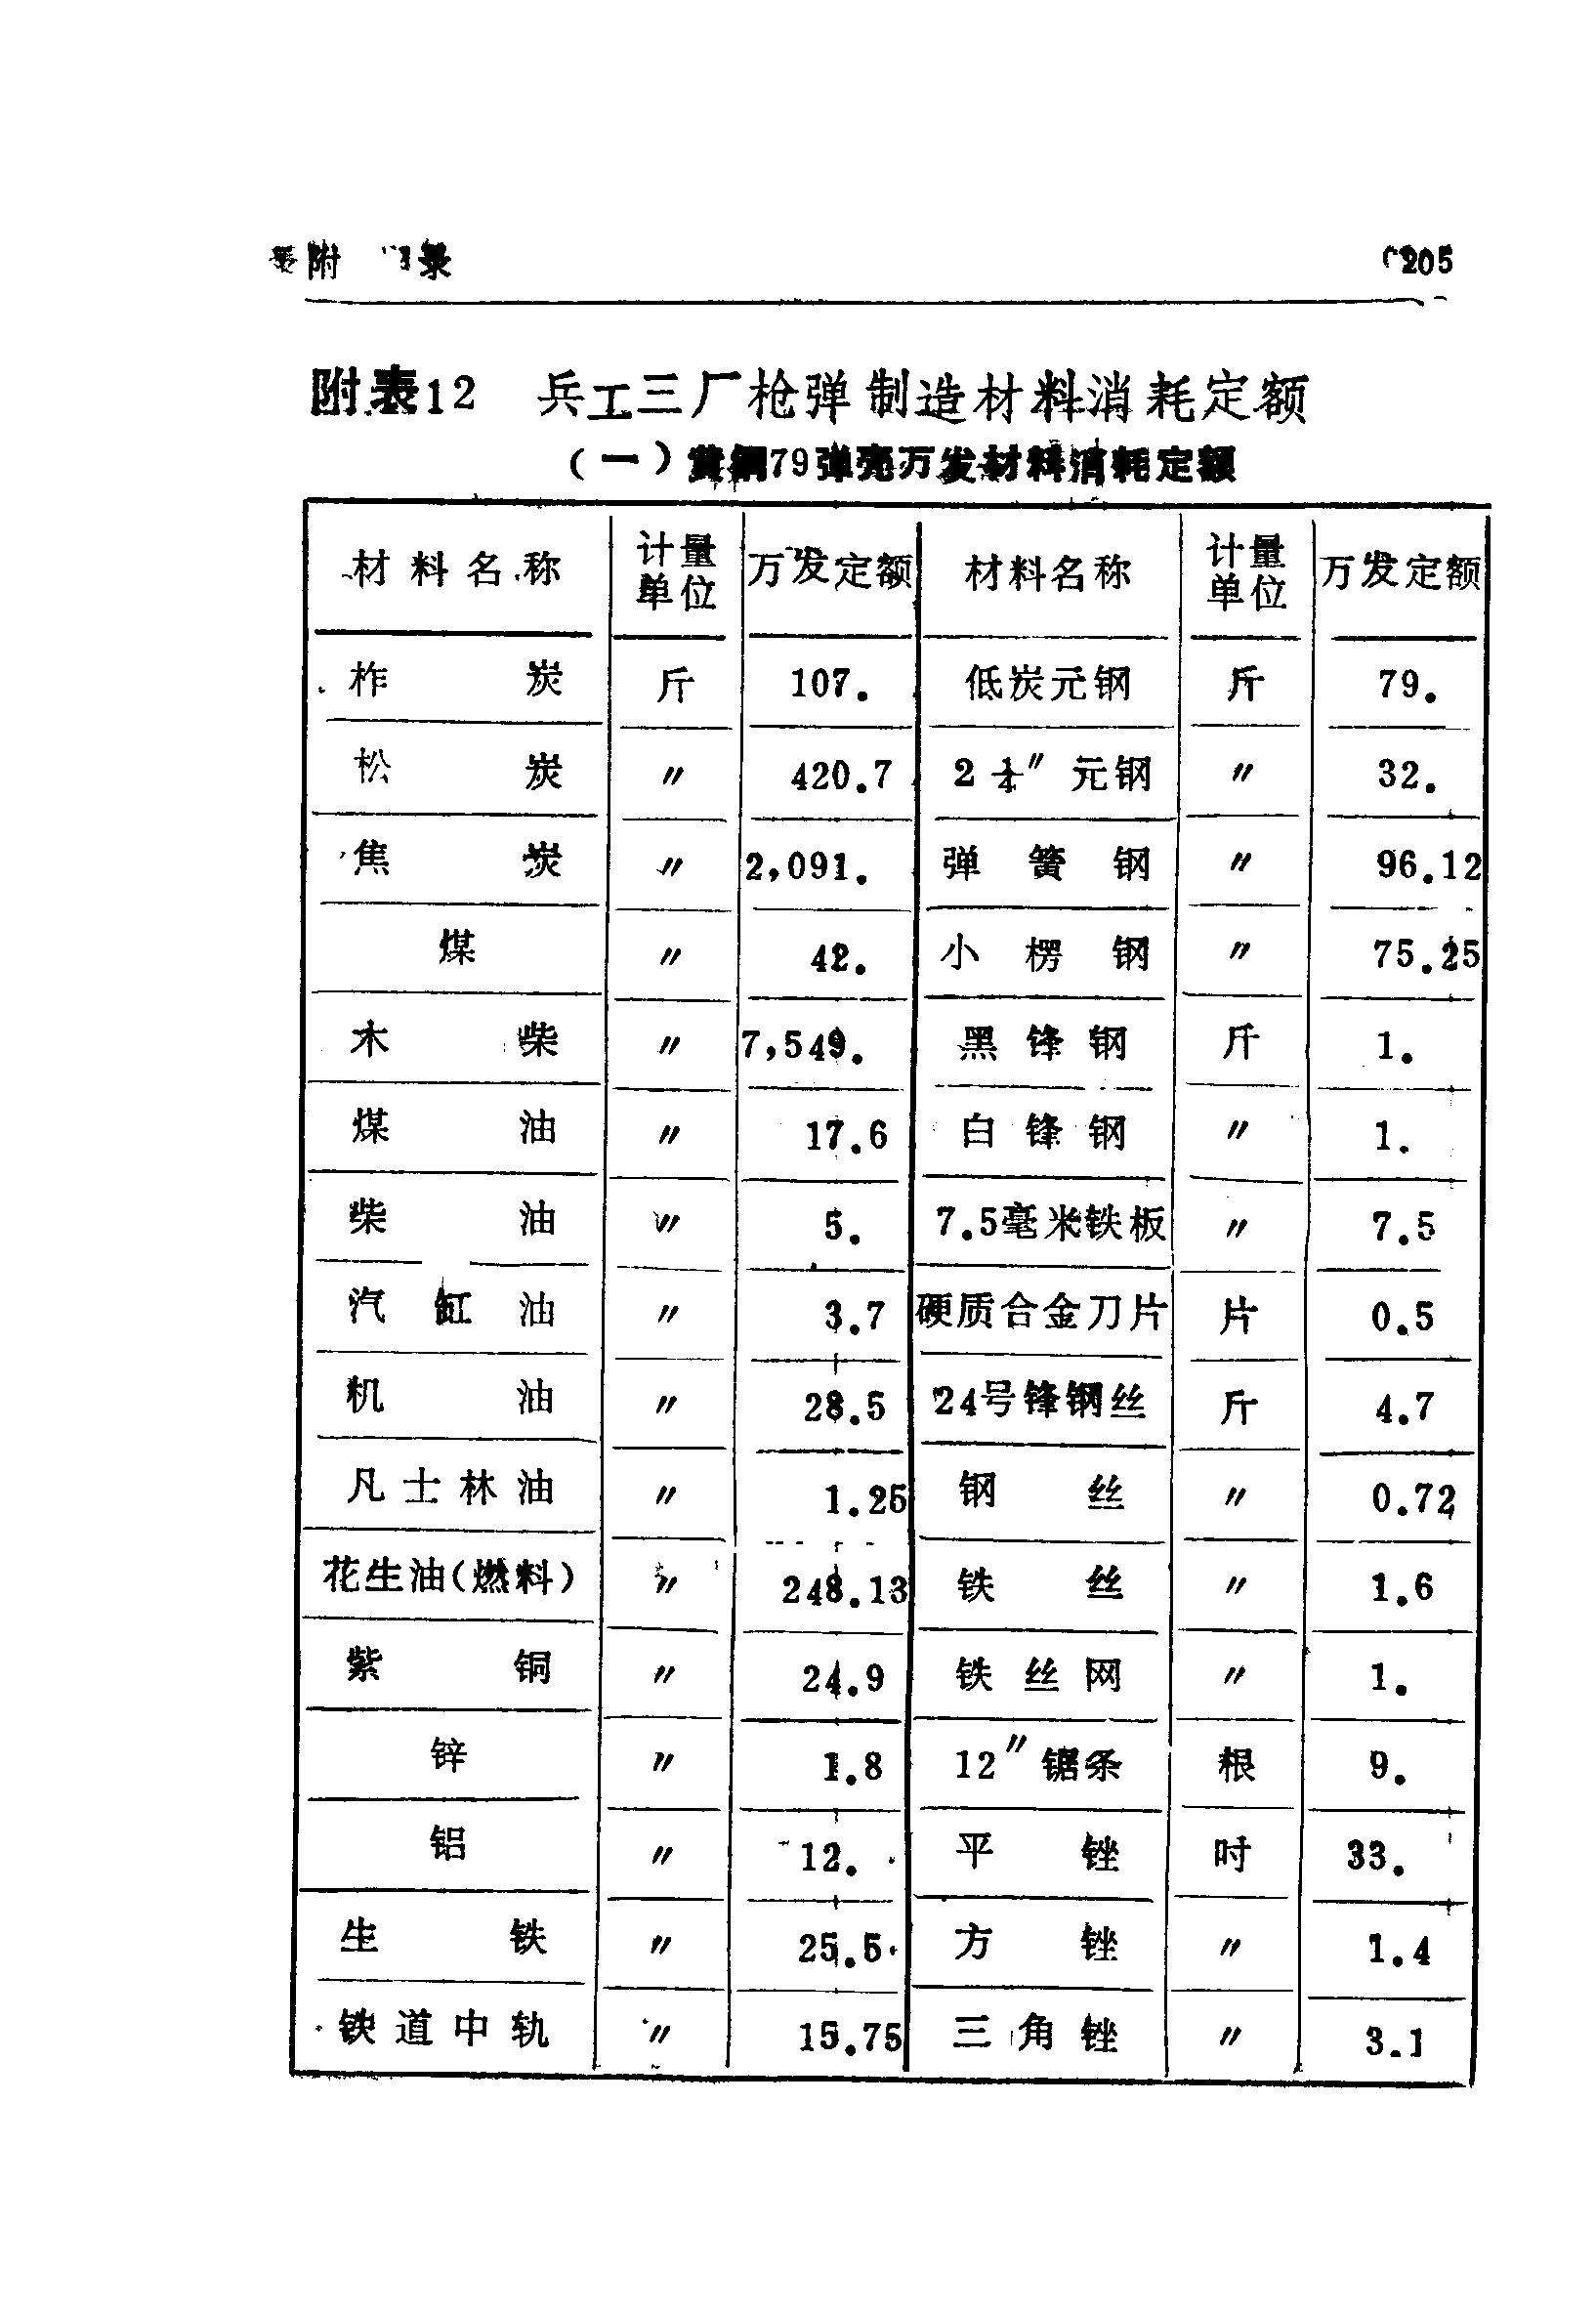 附 录 205
附表12 兵工三厂枪弹制造材料消耗定额
(一)黄铜79弹壳万发材料消耗定额
材料名称 计量单位 万发定额 材料名称 计量单位 万发定额
柞炭 斤 107. 低炭元钢 斤 79.
松炭 〃 420.7 2¼″元钢 〃 32.
焦炭 〃 2,091. 弹簧钢 〃 96.12
煤 〃 42. 小楞钢 〃 75.25
木柴 〃 7,549. 黑锋钢 斤 1.
煤油 〃 17.6 白锋钢 〃 1.
柴油 〃 5. 7.5毫米铁板 〃 7.5
汽缸油 〃 3.7 硬质合金刀片 片 0.5
机油 〃 28.5 24号锋钢丝 斤 4.7
凡士林油 〃 1.25 钢丝 〃 0.72
花生油(燃料) 〃 248.13 铁丝 〃 1.6
紫铜 〃 24.9 铁丝网 〃 1.
锌 〃 1.8 12″锯条 根 9.
铝 〃 12. 平锉 吋 33.
生铁 〃 25.5 方锉 〃 1.4
铁道中轨 〃 15.75 三角锉 〃 3.1